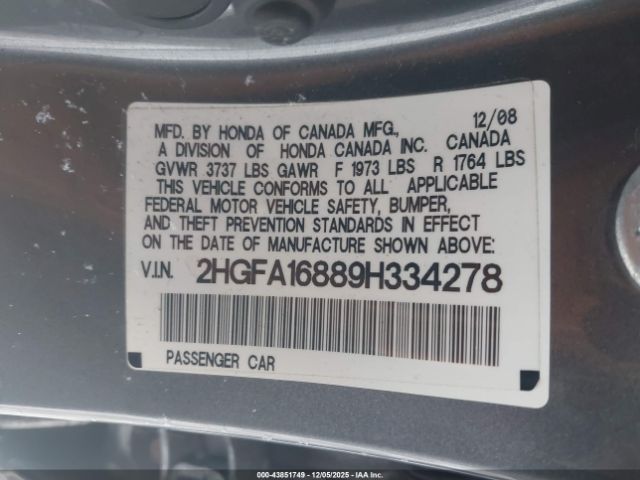 12/08
MFD. BY HONDA OF CANADA MFG.,
A DIVISION OF HONDA CANADA INC. CANADA
GVWR 3737 LBS GAWR F 1973 LBS R 1764 LBS
THIS VEHICLE CONFORMS TO ALL APPLICABLE
FEDERAL MOTOR VEHICLE SAFETY, BUMPER,
AND THEFT PREVENTION STANDARDS IN EFFECT
ON THE DATE OF MANUFACTURE SHOWN ABOVE:
V.I.N. 2HGFA16889H334278
PASSENGER CAR
000-43851749 - 12/05/2025 - IAA Inc.